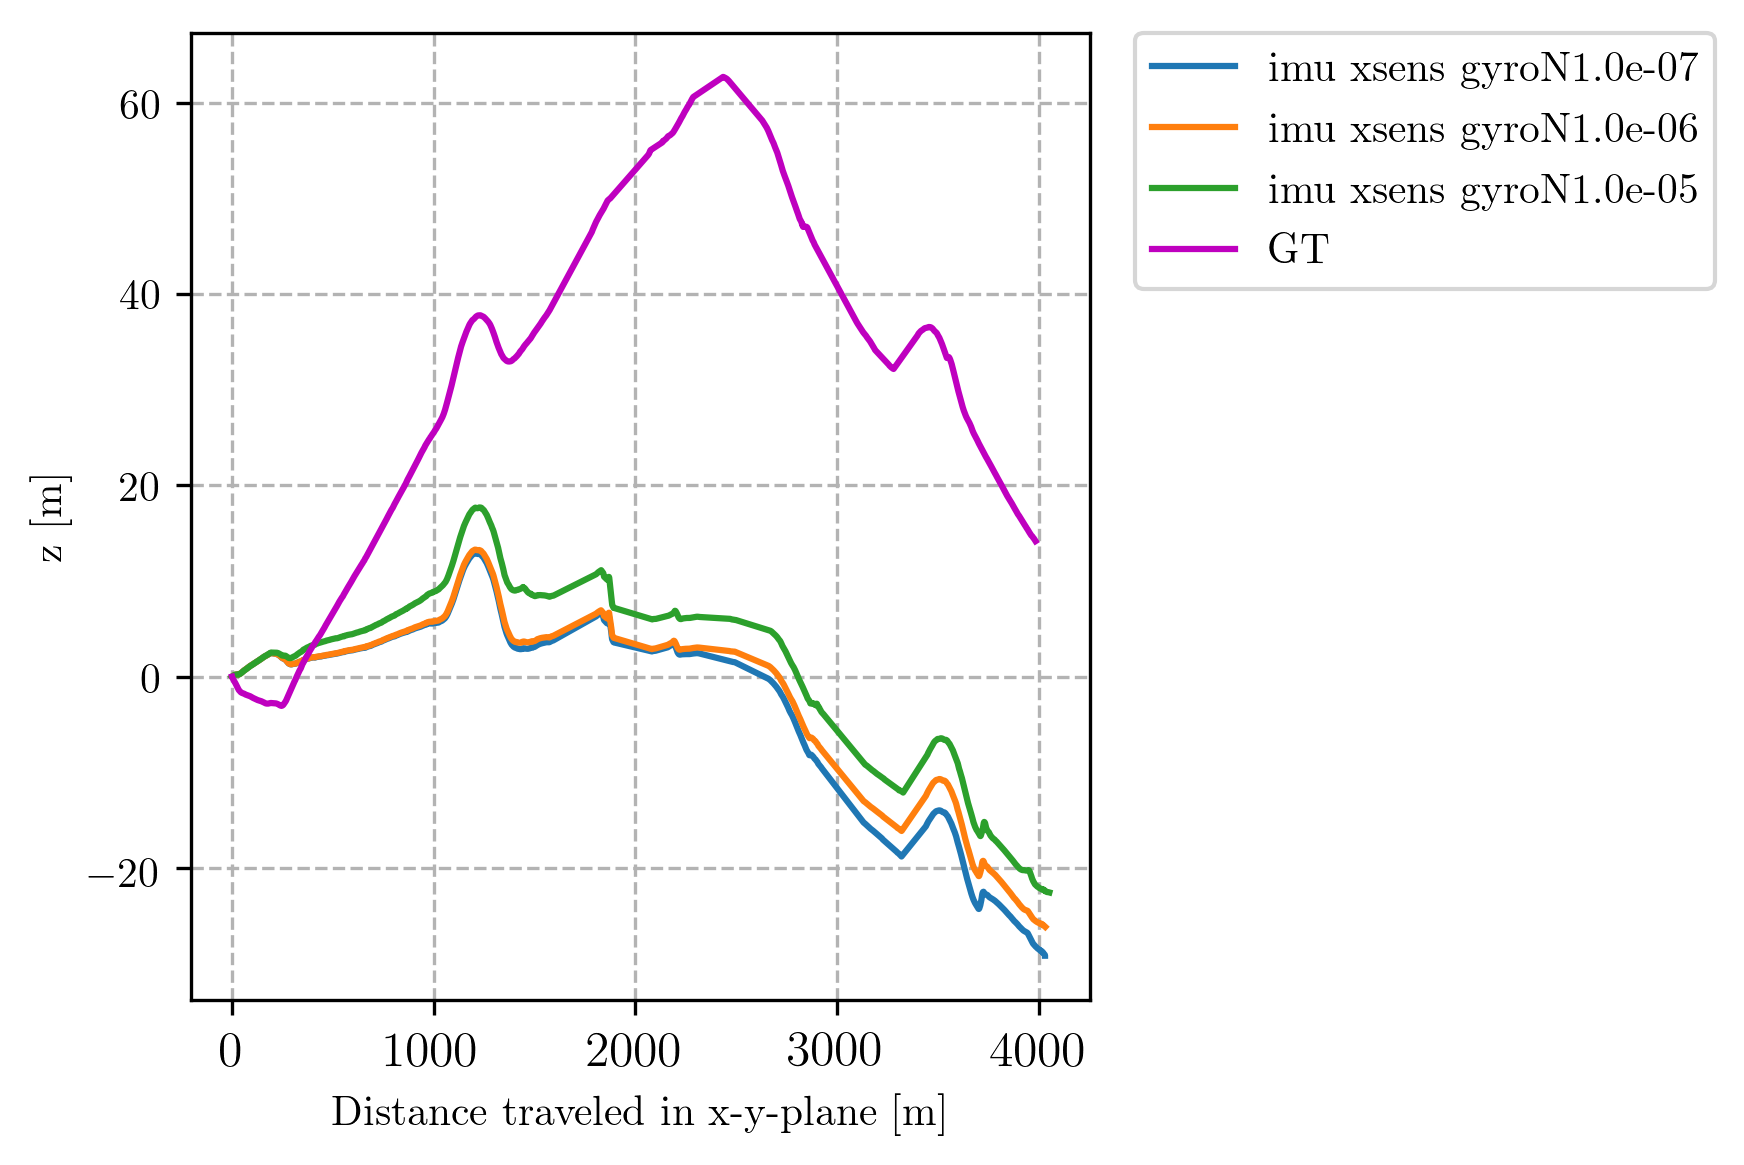 imu xsens gyroN1.0e-07
imu xsens gyroN1.0e-06
imu xsens gyroN1.0e-05
GT
z [m]
60
40
20
0
−20
0 1000 2000 3000 4000
Distance traveled in x-y-plane [m]